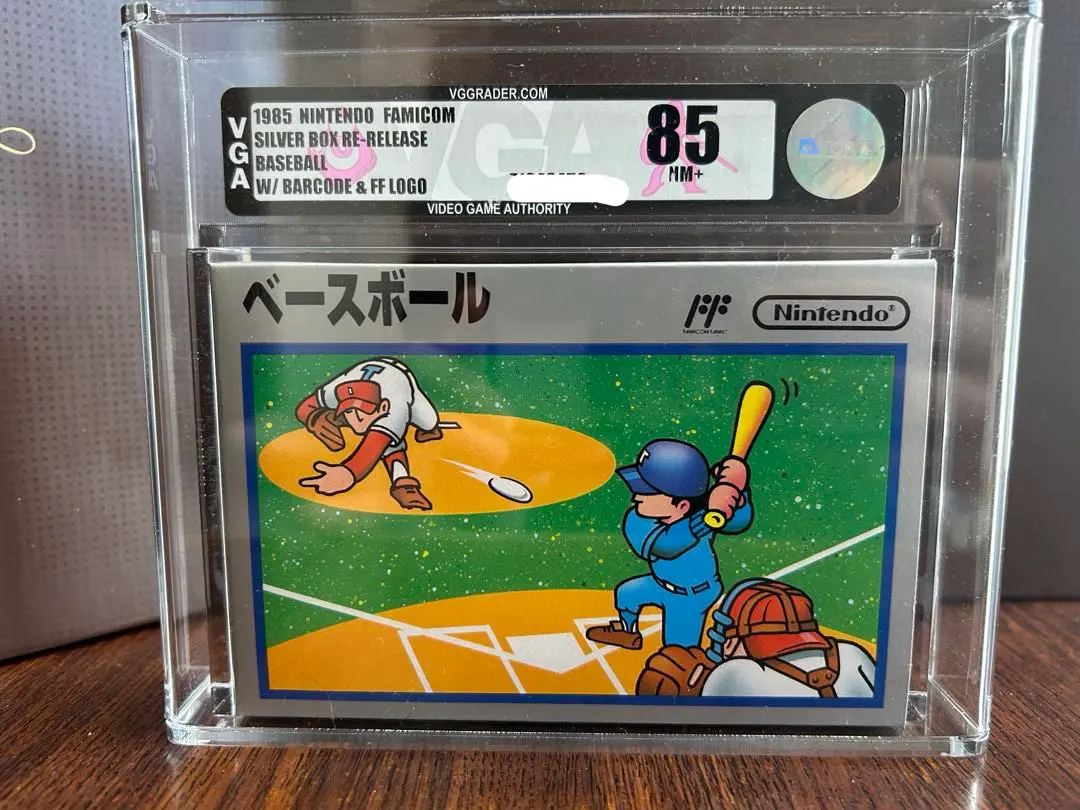 VGGRADER.COM
VGA
1985 NINTENDO FAMICOM
SILVER BOX RE-RELEASE
BASEBALL
W/ BARCODE & FF LOGO
85
NM+
VIDEO GAME AUTHORITY
ベースボール
Nintendo®
T
T